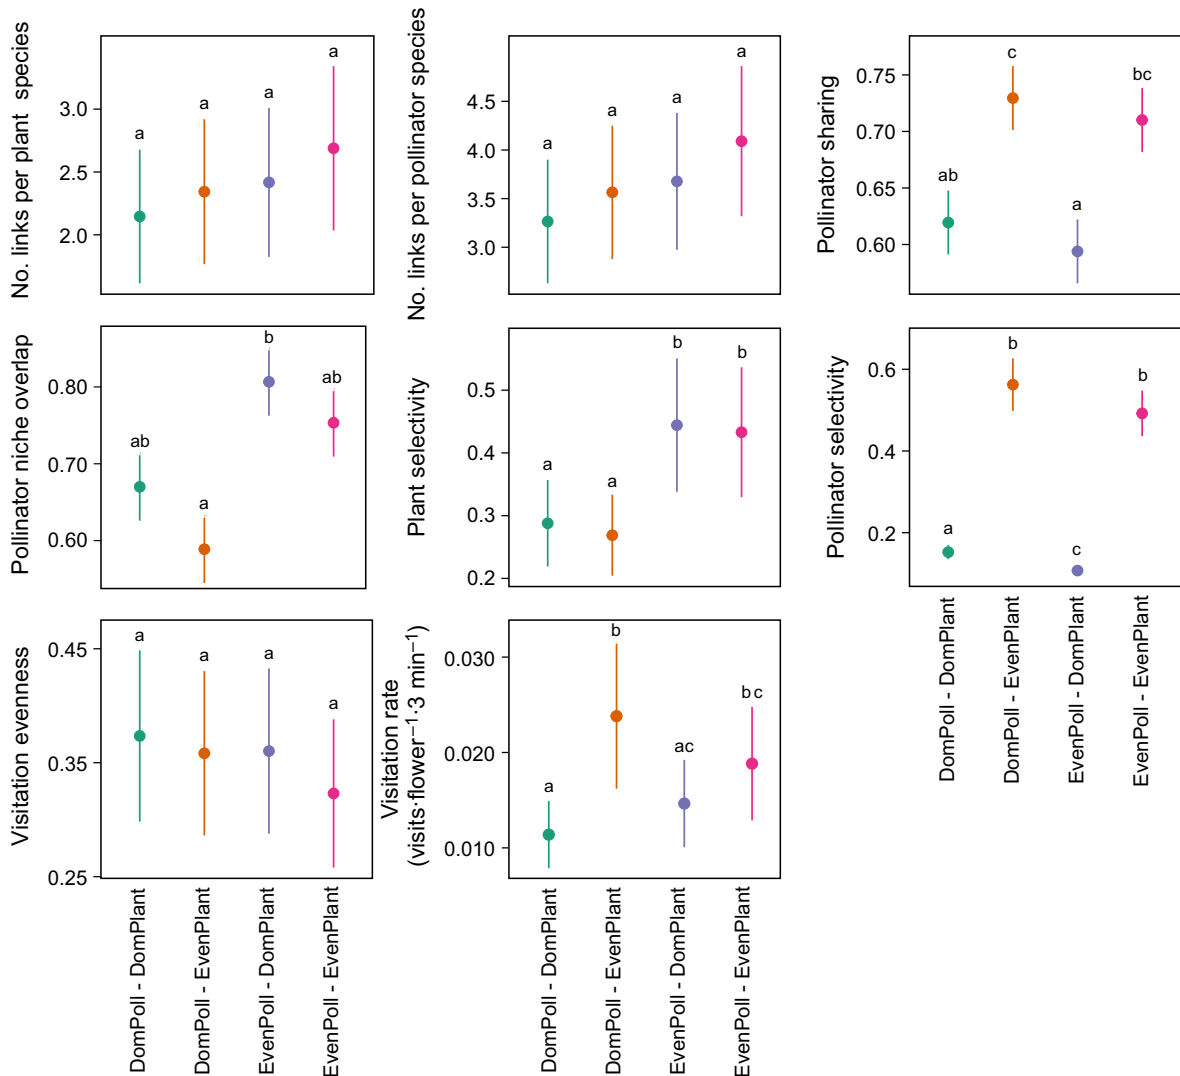 No. links per plant species
3.0
2.5
2.0
a
a
a
a
No. links per pollinator species
4.5
4.0
3.5
3.0
a
a
a
a
Pollinator sharing
0.75
0.70
0.65
0.60
ab
c
a
bc
Pollinator niche overlap
0.80
0.70
0.60
ab
a
b
ab
Plant selectivity
0.5
0.4
0.3
0.2
a
a
b
b
Pollinator selectivity
0.6
0.4
0.2
a
b
c
b
DomPoll - DomPlant
DomPoll - EvenPlant
EvenPoll - DomPlant
EvenPoll - EvenPlant
Visitation evenness
0.45
0.35
0.25
a
a
a
a
DomPoll - DomPlant
DomPoll - EvenPlant
EvenPoll - DomPlant
EvenPoll - EvenPlant
Visitation rate
(visits·flower⁻¹·3 min⁻¹)
0.030
0.020
0.010
a
b
ac
bc
DomPoll - DomPlant
DomPoll - EvenPlant
EvenPoll - DomPlant
EvenPoll - EvenPlant